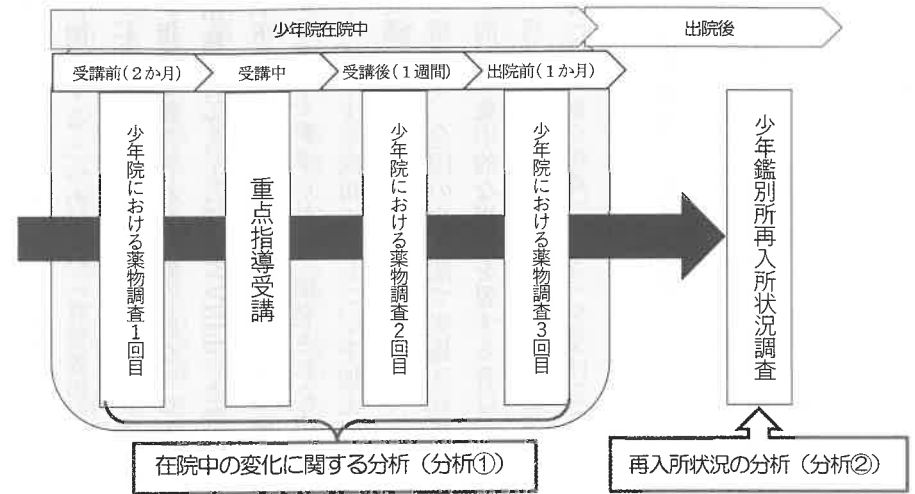 少年院在院中
出院後
受講前(2か月)
受講中
受講後(1週間)
出院前(1か月)
少年院における薬物調査1回目
重点指導受講
少年院における薬物調査2回目
少年院における薬物調査3回目
少年鑑別所再入所状況調査
在院中の変化に関する分析（分析①）
再入所状況の分析（分析②）